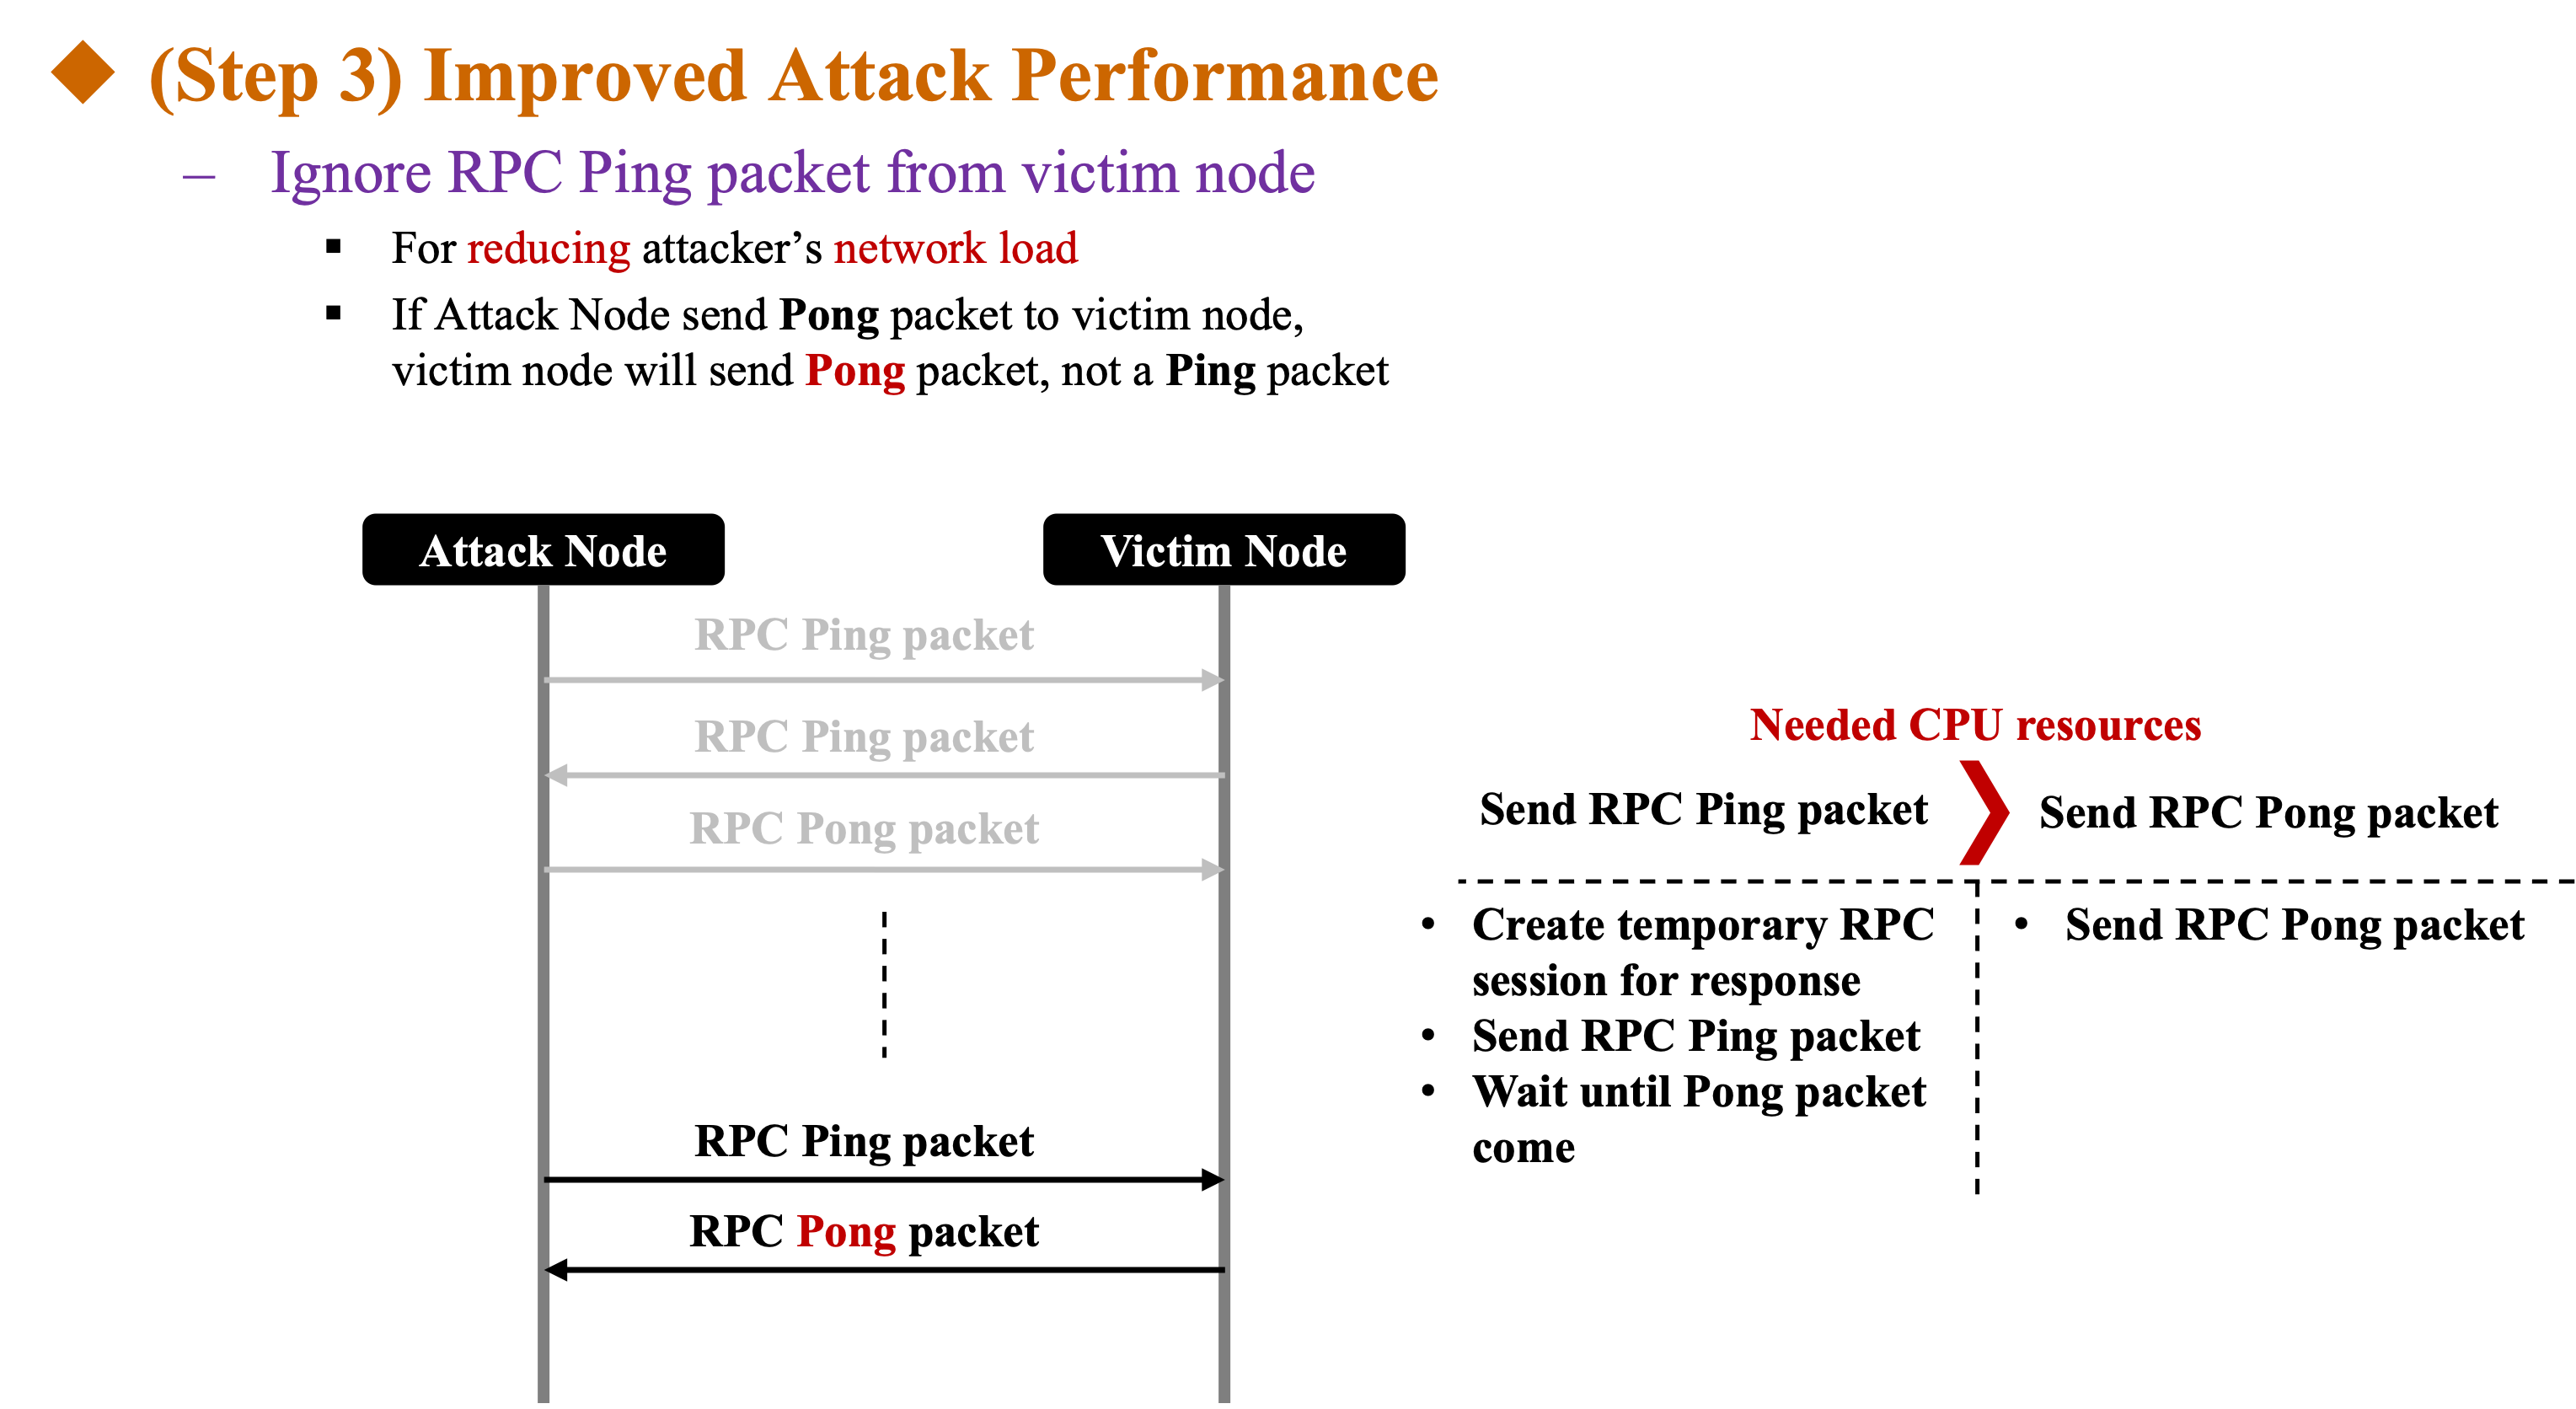 (Step 3) Improved Attack Performance
– Ignore RPC Ping packet from victim node
▪ For reducing attacker’s network load
▪ If Attack Node send Pong packet to victim node,
victim node will send Pong packet, not a Ping packet
Attack Node
Victim Node
RPC Ping packet
RPC Ping packet
RPC Pong packet
RPC Ping packet
RPC Pong packet
Needed CPU resources
Send RPC Ping packet
Send RPC Pong packet
• Create temporary RPC
session for response
• Send RPC Ping packet
• Wait until Pong packet
come
• Send RPC Pong packet